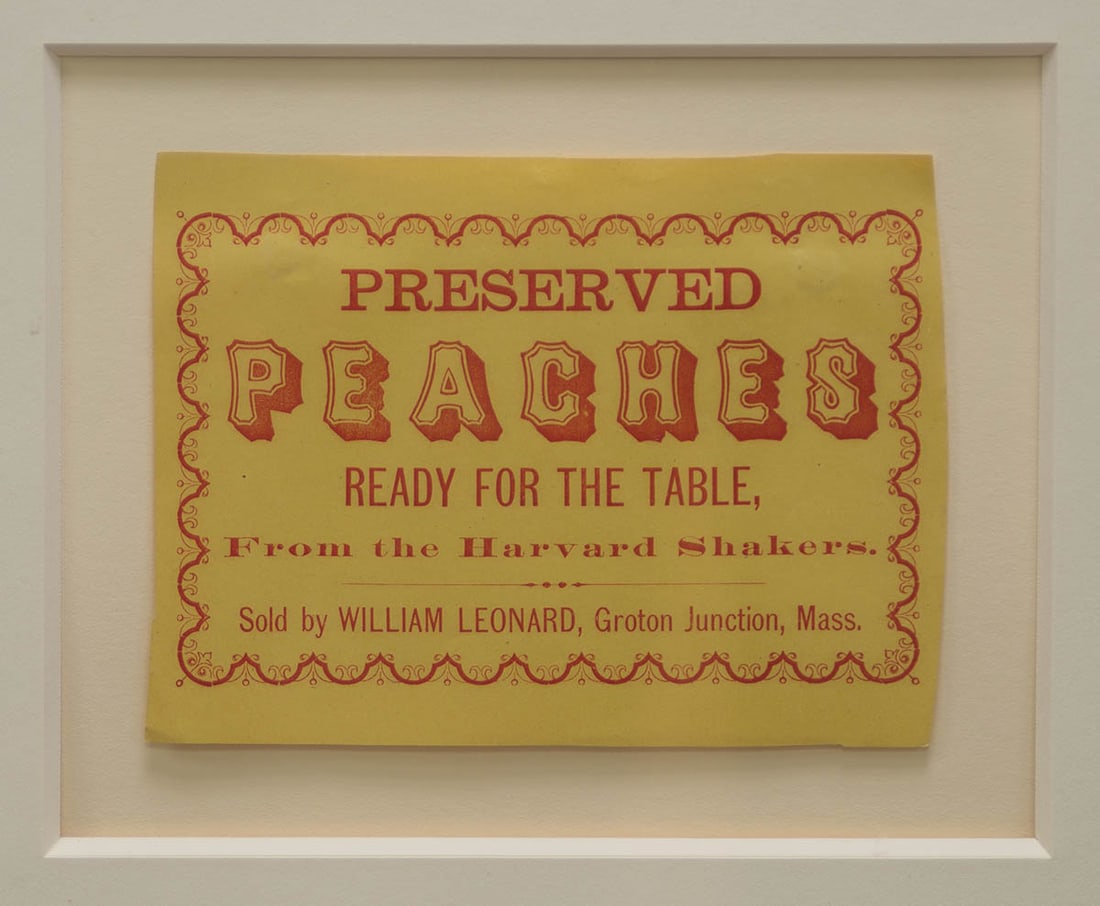 PRESERVED
PEACHES
READY FOR THE TABLE,
From the Harvard Shakers.
Sold by WILLIAM LEONARD, Groton Junction, Mass.